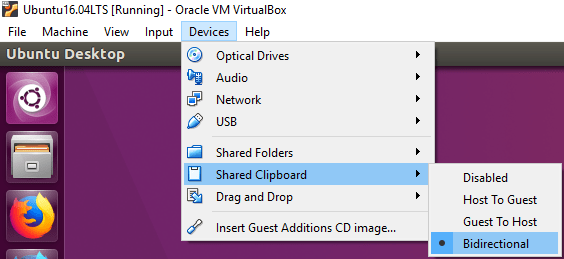 Ubuntu16.04LTS [Running] - Oracle VM VirtualBox
File Machine View Input Devices Help
Ubuntu Desktop
Optical Drives
Audio
Network
USB
Shared Folders
Shared Clipboard
Drag and Drop
Insert Guest Additions CD image...
Disabled
Host To Guest
Guest To Host
Bidirectional